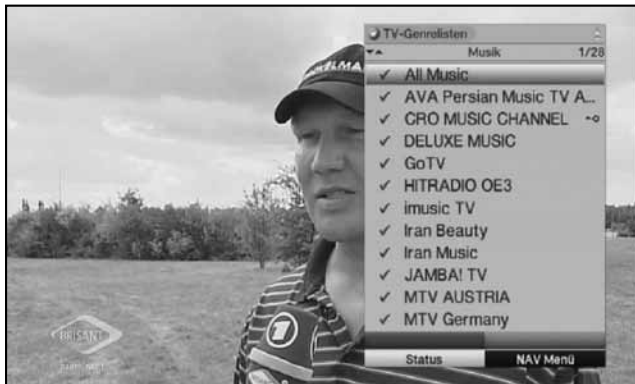 TV-Genrelisten
Musik 1/28
✓ All Music
✓ AVA Persian Music TV A...
✓ CRO MUSIC CHANNEL
✓ DELUXE MUSIC
✓ GoTV
✓ HITRADIO OE3
✓ imusic TV
✓ Iran Beauty
✓ Iran Music
✓ JAMBA! TV
✓ MTV AUSTRIA
✓ MTV Germany
Status NAV Menü
BRISANT
1